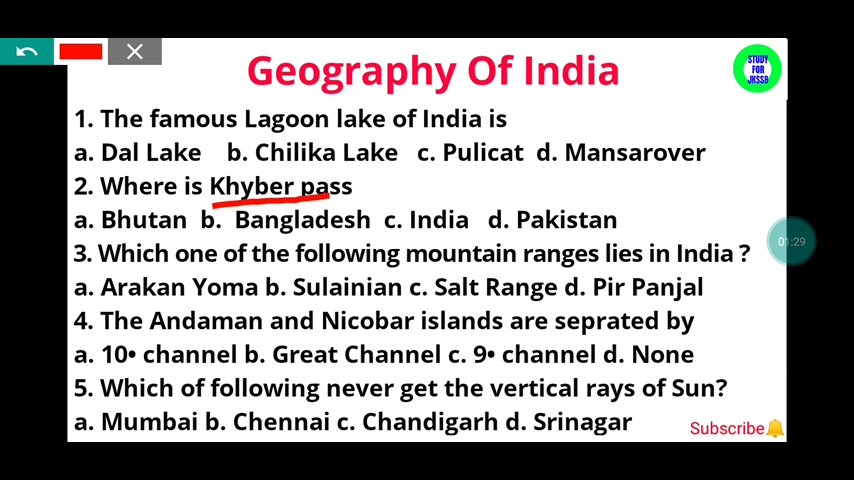 Geography Of India
STUDY
FOR
JKSSB
1. The famous Lagoon lake of India is
a. Dal Lake b. Chilika Lake c. Pulicat d. Mansarover
2. Where is Khyber pass
a. Bhutan b. Bangladesh c. India d. Pakistan
01:29
3. Which one of the following mountain ranges lies in India ?
a. Arakan Yoma b. Sulainian c. Salt Range d. Pir Panjal
4. The Andaman and Nicobar islands are seprated by
a. 10• channel b. Great Channel c. 9• channel d. None
5. Which of following never get the vertical rays of Sun?
a. Mumbai b. Chennai c. Chandigarh d. Srinagar
Subscribe